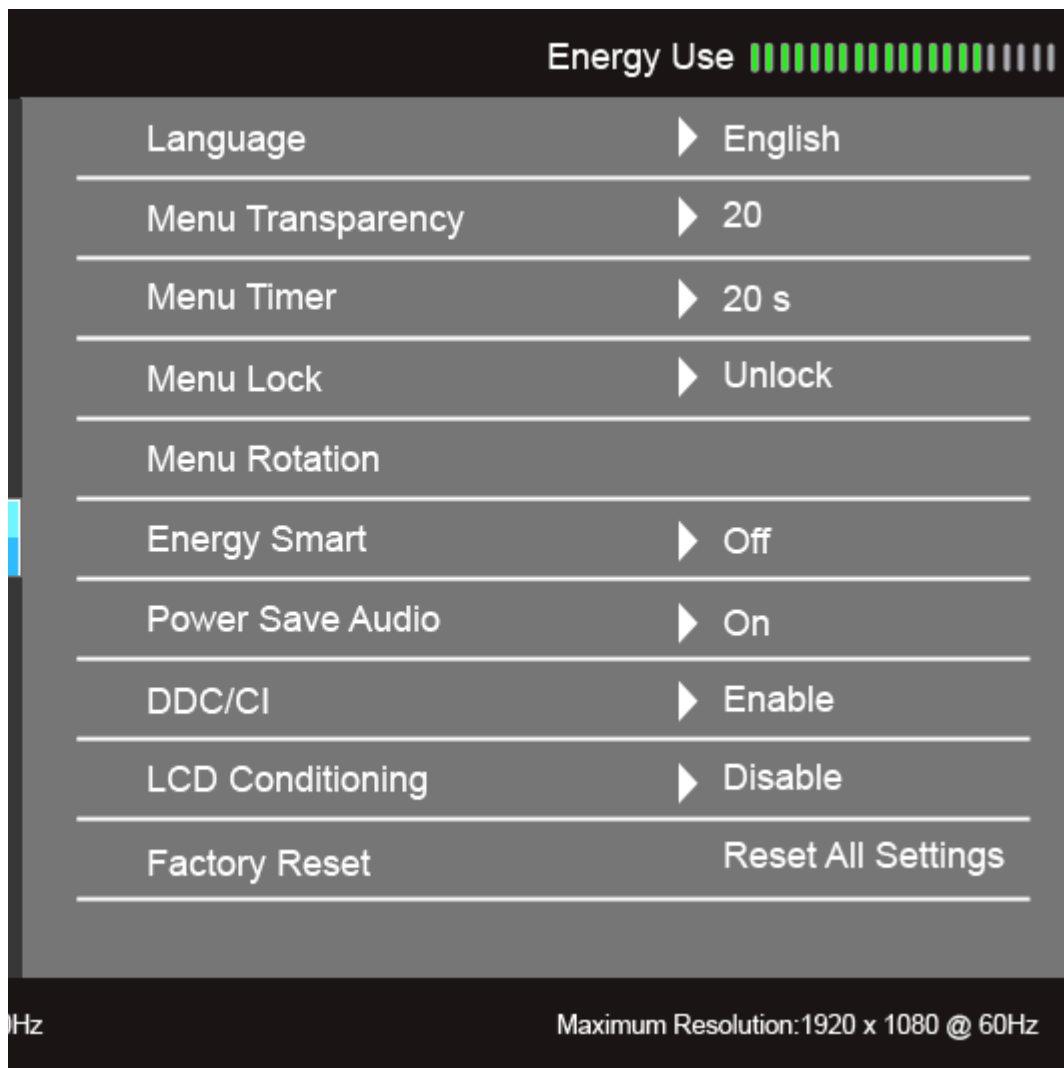 Energy Use
Language English
Menu Transparency 20
Menu Timer 20 s
Menu Lock Unlock
Menu Rotation
Energy Smart Off
Power Save Audio On
DDC/CI Enable
LCD Conditioning Disable
Factory Reset Reset All Settings
Hz Maximum Resolution:1920 x 1080 @ 60Hz